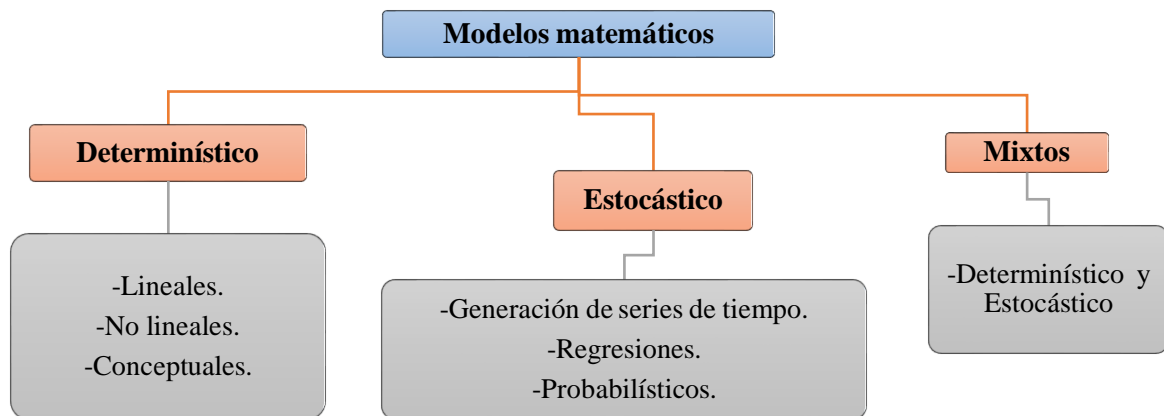 Modelos matemáticos
Determinístico
Estocástico
Mixtos
-Lineales.
-No lineales.
-Conceptuales.
-Generación de series de tiempo.
-Regresiones.
-Probabilísticos.
-Determinístico y
Estocástico